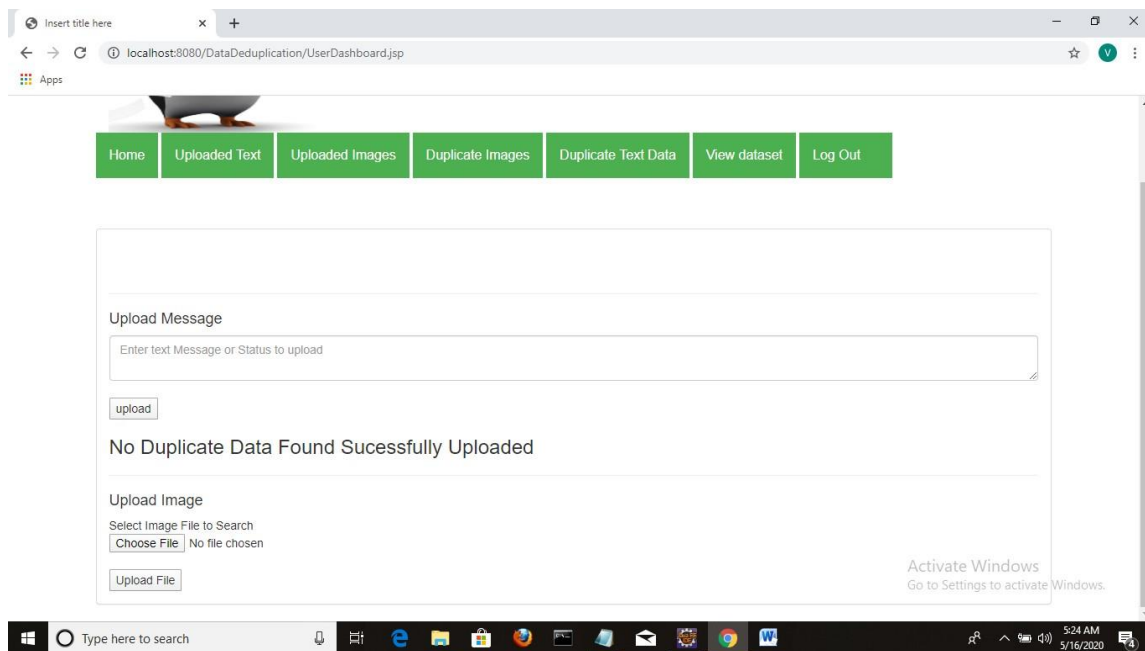 Insert title here
localhost:8080/DataDeduplication/UserDashboard.jsp
V
Apps
Home Uploaded Text Uploaded Images Duplicate Images Duplicate Text Data View dataset Log Out
Upload Message
Enter text Message or Status to upload
upload
No Duplicate Data Found Sucessfully Uploaded
Upload Image
Select Image File to Search
Choose File No file chosen
Upload File
Activate Windows
Go to Settings to activate Windows.
Type here to search
5:24 AM
5/16/2020
4